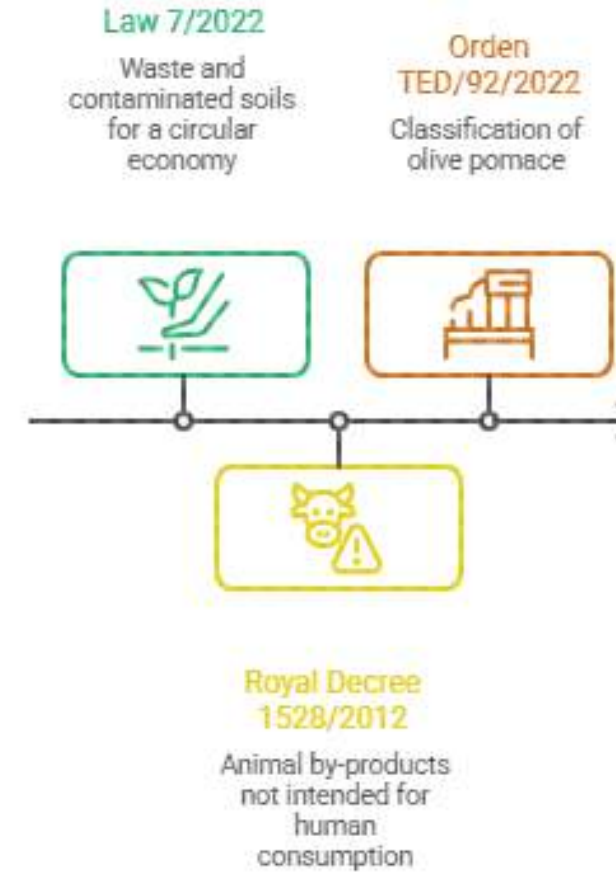 Law 7/2022
Waste and
contaminated soils
for a circular
economy
Orden
TED/92/2022
Classification of
olive pomace
Royal Decree
1528/2012
Animal by-products
not intended for
human
consumption